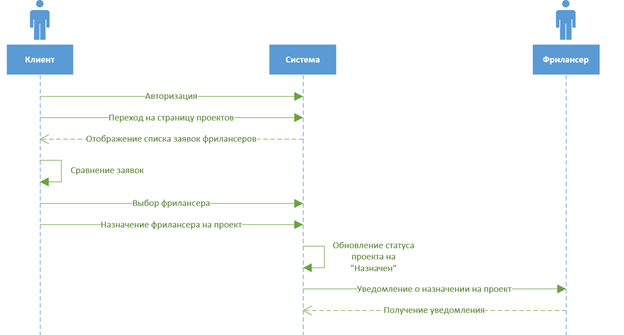 Клиент
Система
Фрилансер
Авторизация
Переход на страницу проектов
Отображение списка заявок фрилансеров
Сравнение заявок
Выбор фрилансера
Назначение фрилансера на проект
Обновление статуса
проекта на
"Назначен"
Уведомление о назначении на проект
Получение уведомления